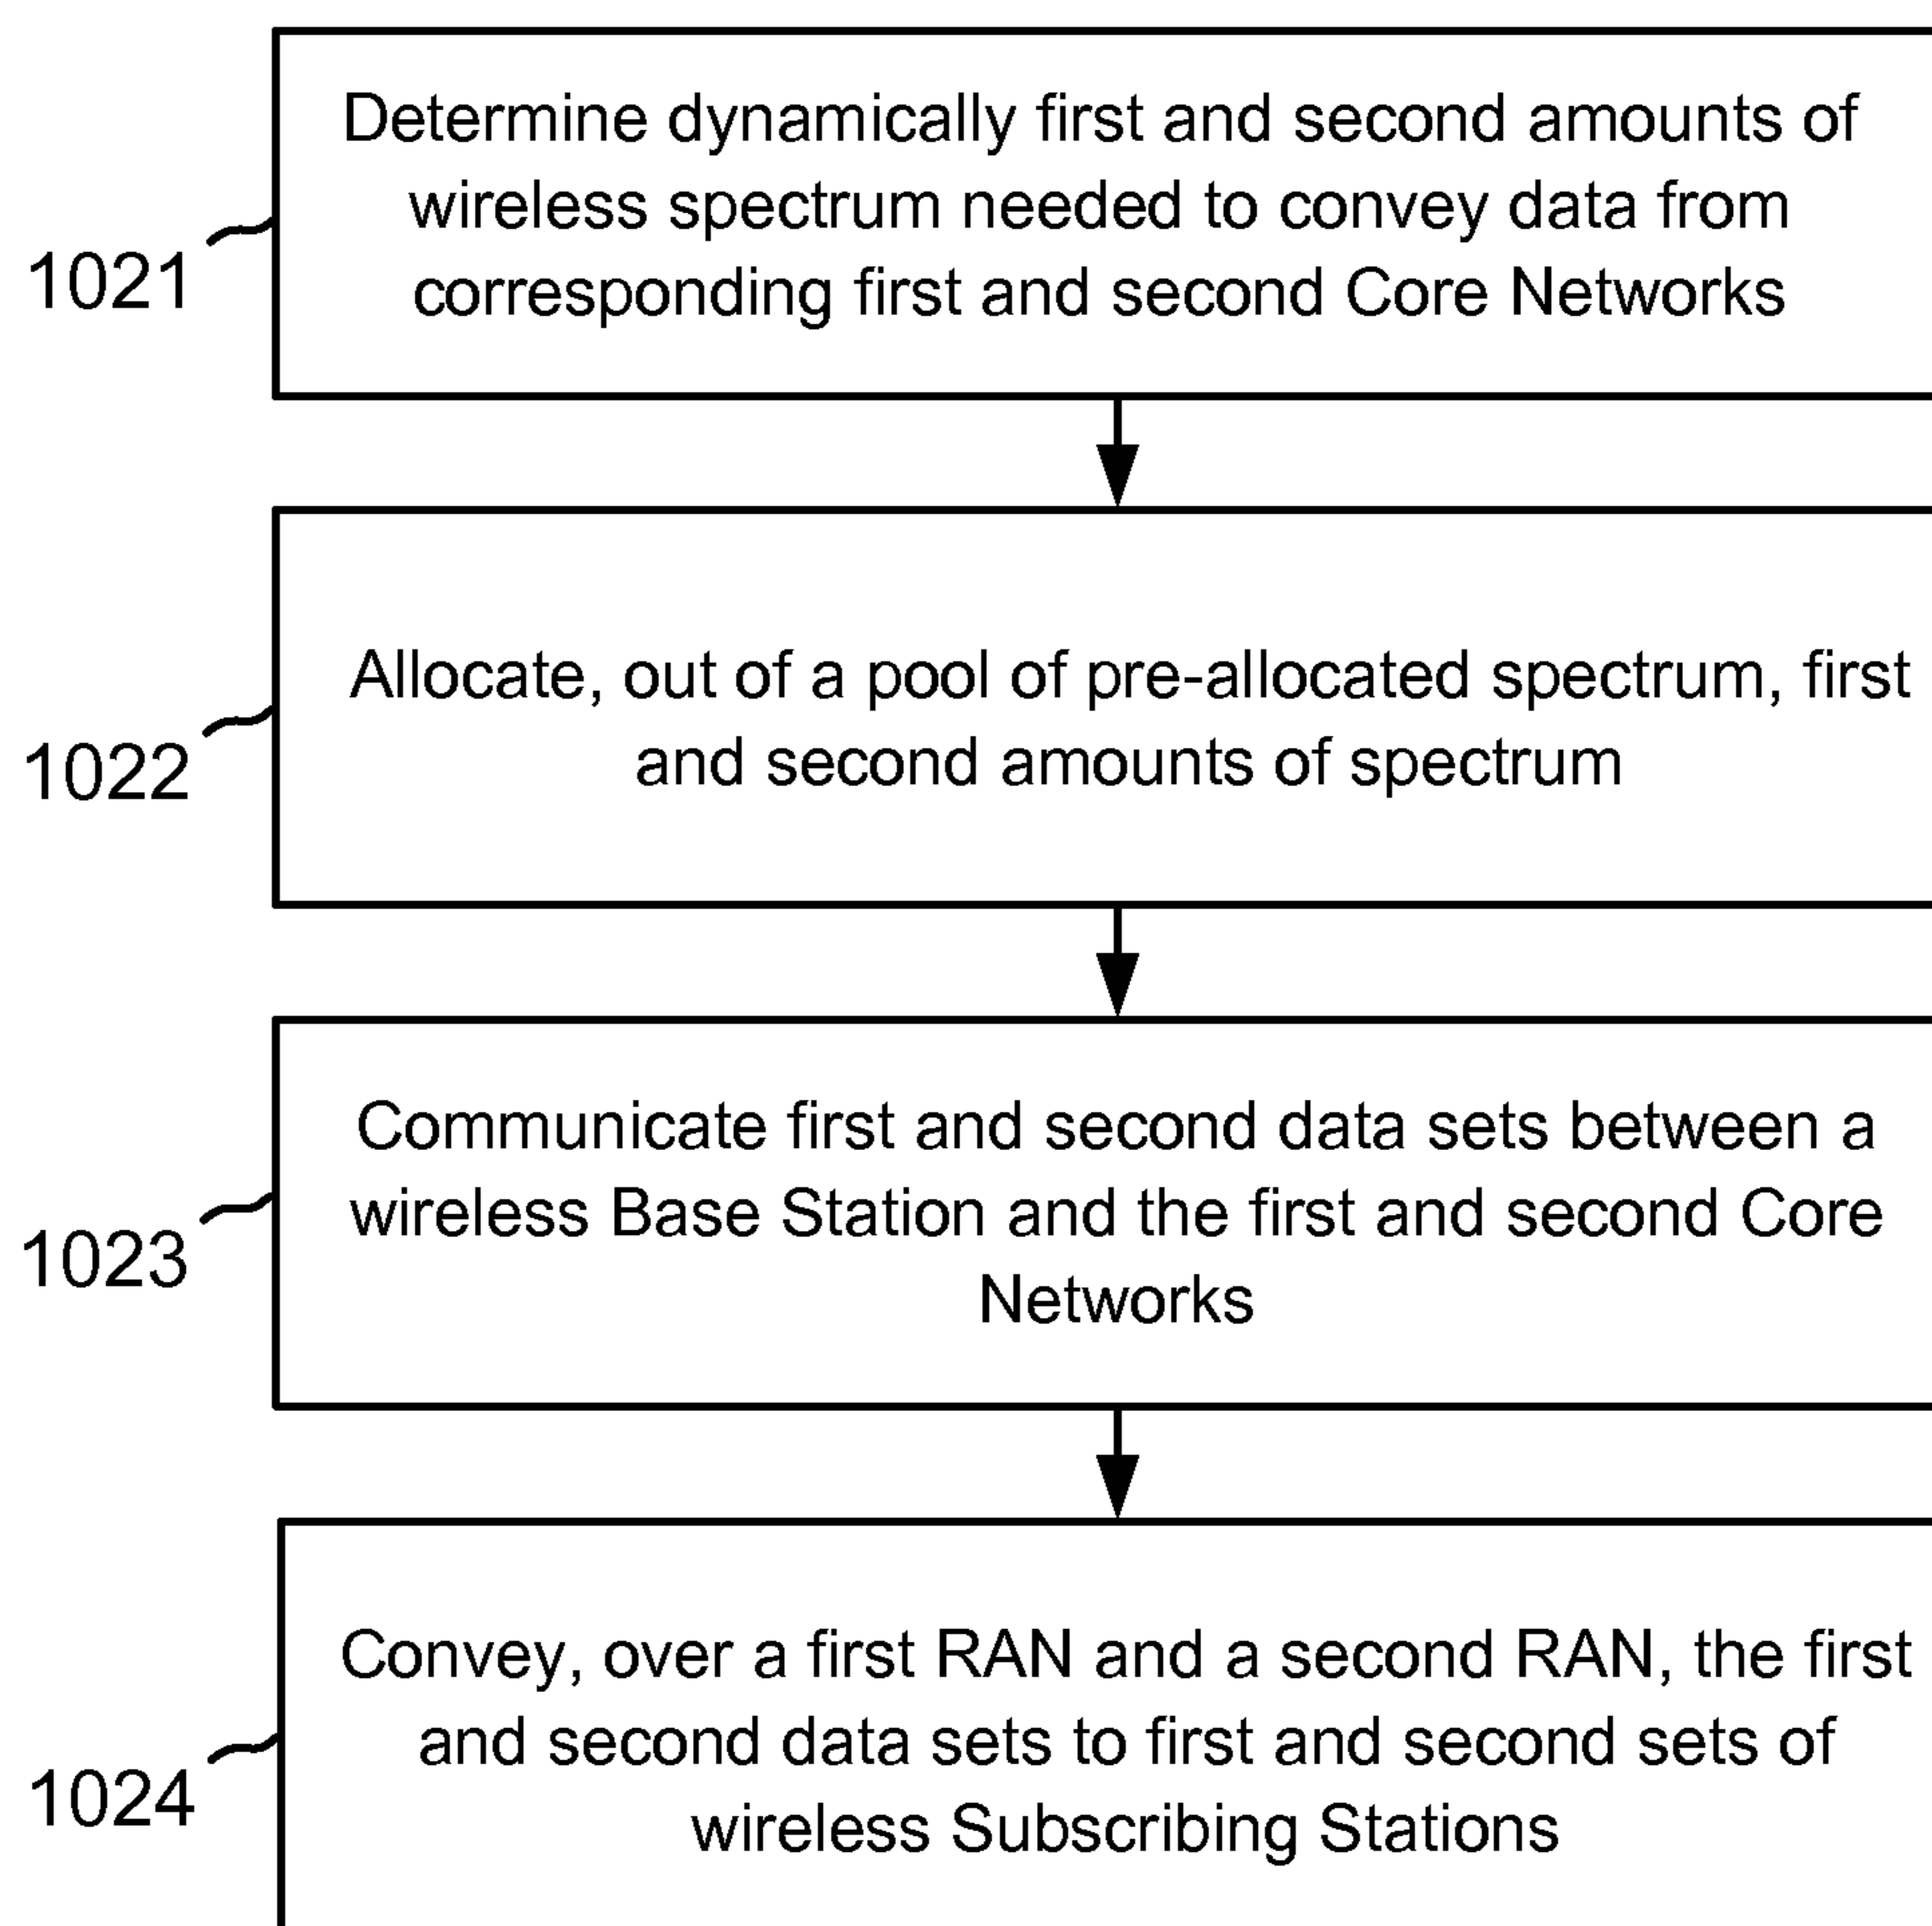 Determine dynamically first and second amounts of
wireless spectrum needed to convey data from
corresponding first and second Core Networks
1021
Allocate, out of a pool of pre-allocated spectrum, first
and second amounts of spectrum
1022
Communicate first and second data sets between a
wireless Base Station and the first and second Core
Networks
1023
Convey, over a first RAN and a second RAN, the first
and second data sets to first and second sets of
wireless Subscribing Stations
1024